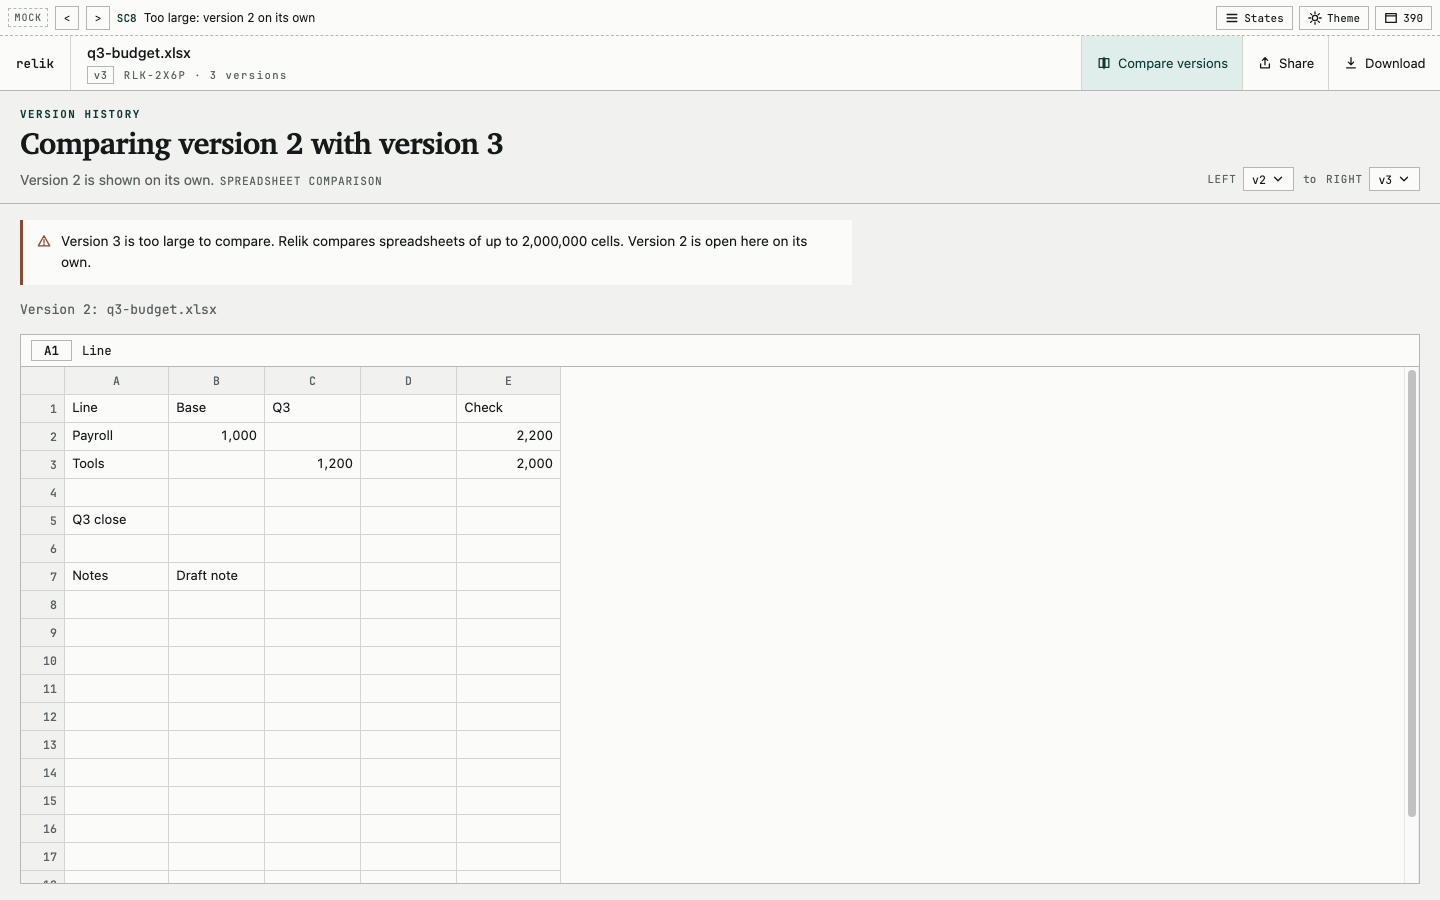 MOCK < > SC8 Too large: version 2 on its own States Theme 390
relik q3-budget.xlsx Compare versions Share Download
v3 RLK-2X6P · 3 versions
VERSION HISTORY
Comparing version 2 with version 3
Version 2 is shown on its own. SPREADSHEET COMPARISON LEFT v2 to RIGHT v3
Version 3 is too large to compare. Relik compares spreadsheets of up to 2,000,000 cells. Version 2 is open here on its
own.
Version 2: q3-budget.xlsx
A1 Line
A B C D E
1 Line Base Q3 Check
2 Payroll 1,000 2,200
3 Tools 1,200 2,000
4
5 Q3 close
6
7 Notes Draft note
8
9
10
11
12
13
14
15
16
17